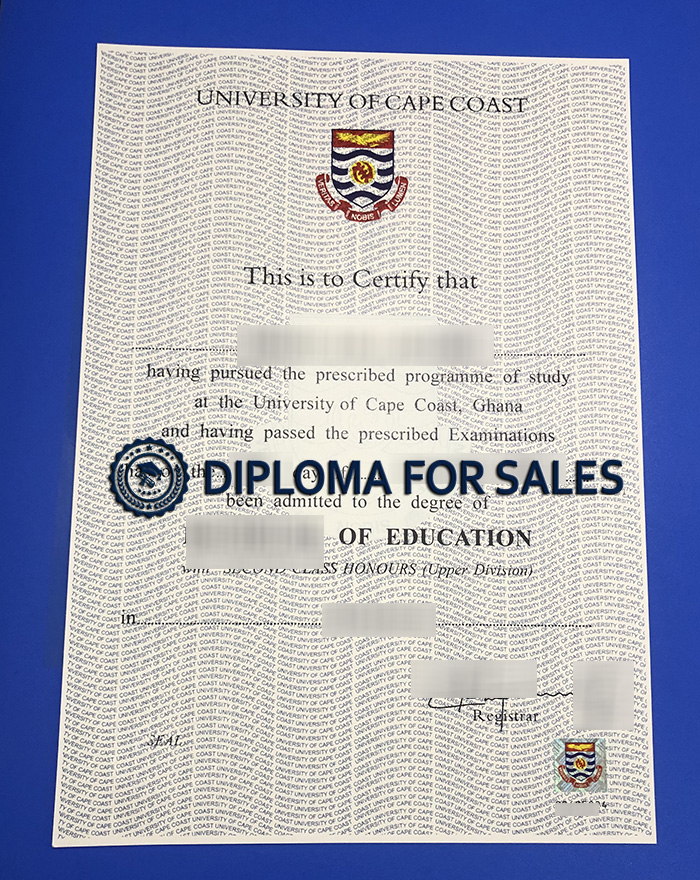 UNIVERSITY OF CAPE COAST
VERITAS NOBIS LUMEN
This is to Certify that
having pursued the prescribed programme of study
at the University of Cape Coast, Ghana
and having passed the prescribed Examinations
DIPLOMA FOR SALES
been admitted to the degree of
OF EDUCATION
with SECOND CLASS HONOURS (Upper Division)
in
Registrar
SEAL